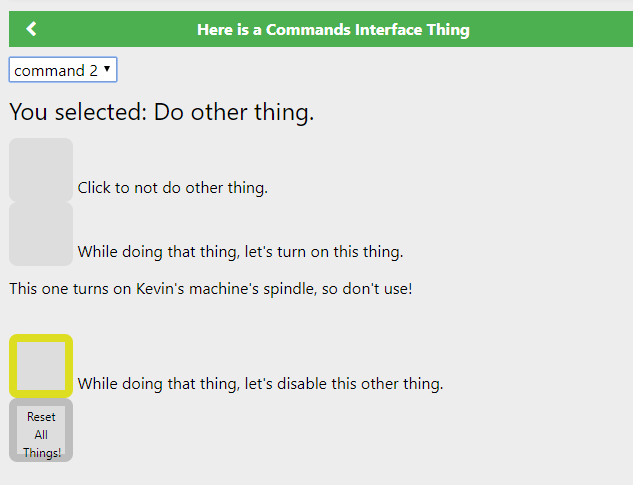 Here is a Commands Interface Thing
command 2
You selected: Do other thing.
Click to not do other thing.
While doing that thing, let's turn on this thing.
This one turns on Kevin's machine's spindle, so don't use!
While doing that thing, let's disable this other thing.
Reset
All
Things!